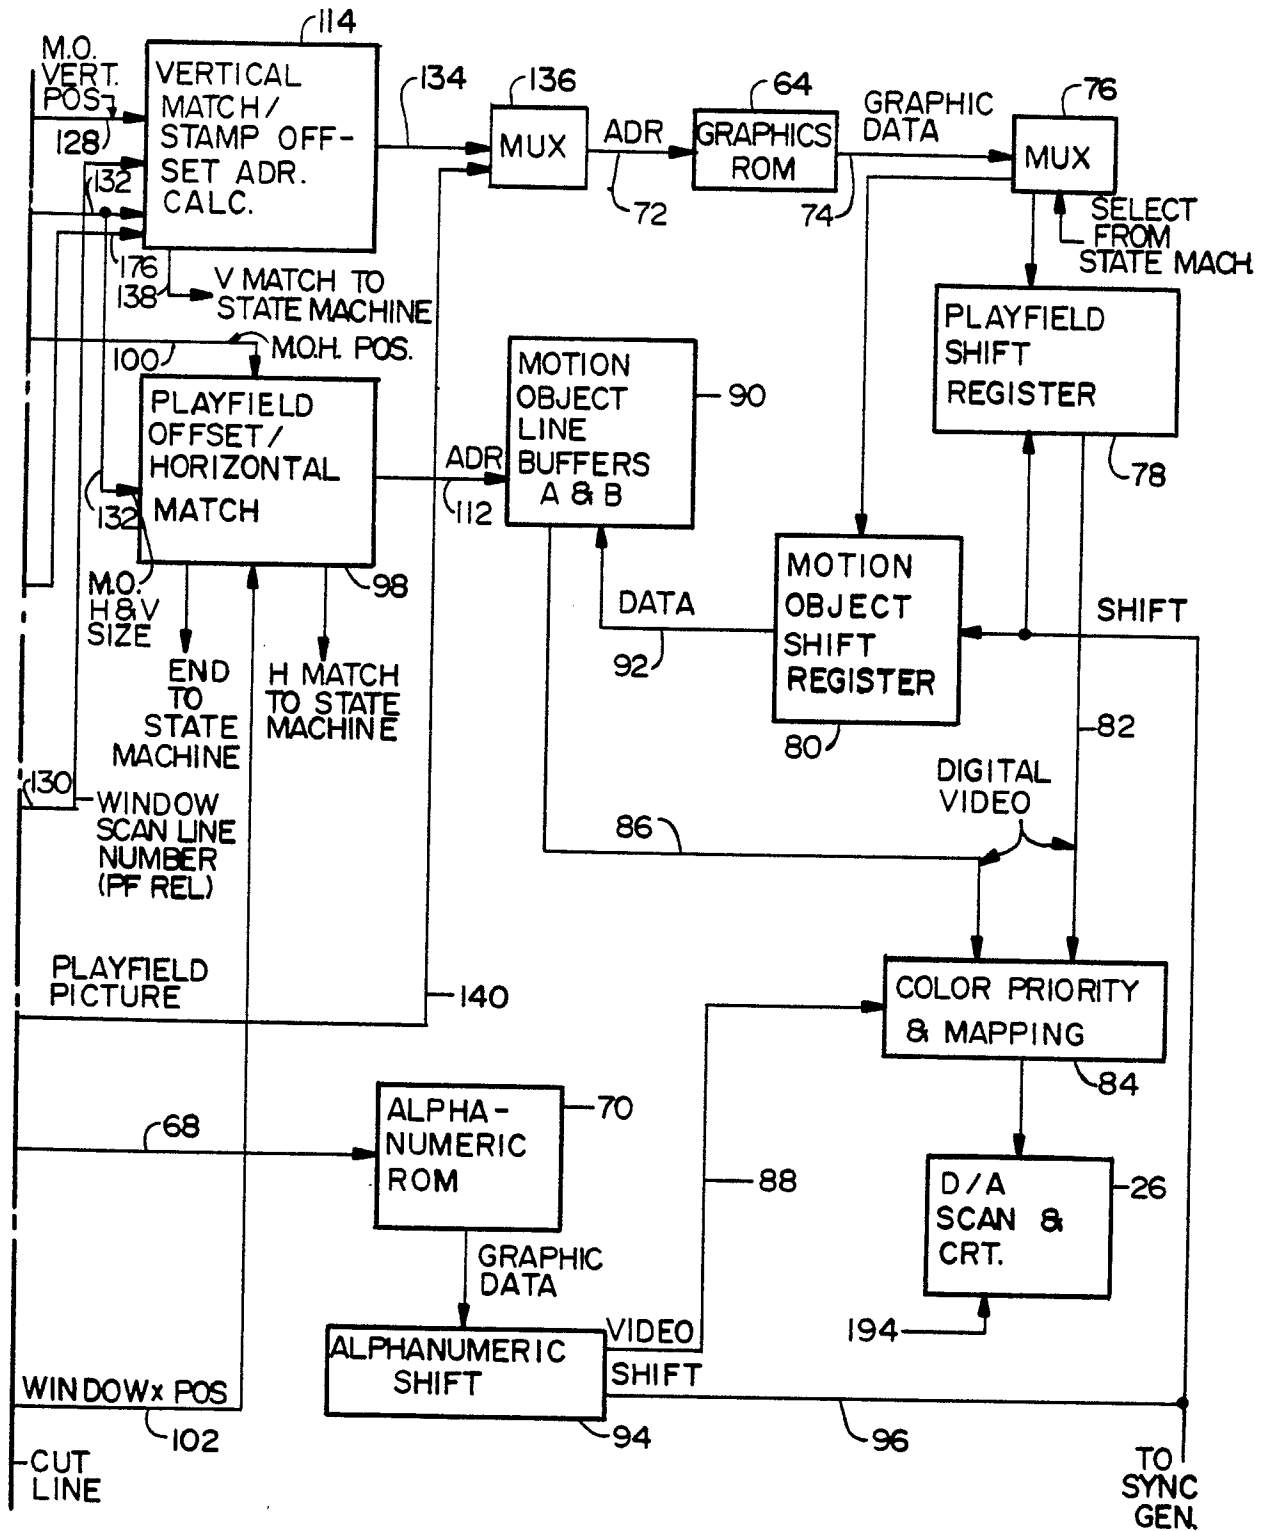 114
M.O.
VERT.
POS
128
VERTICAL
MATCH/
STAMP OFF-
SET ADR.
CALC.
134
136
MUX
ADR
72
64
GRAPHICS
ROM
74
GRAPHIC
DATA
76
MUX
SELECT
FROM
STATE MACH.
132
176
138
V MATCH TO
STATE MACHINE
100
M.O.H. POS.
PLAYFIELD
OFFSET/
HORIZONTAL
MATCH
132
M.O.
H&V
SIZE
98
END
TO
STATE
MACHINE
H MATCH
TO STATE
MACHINE
ADR
112
MOTION
OBJECT
LINE
BUFFERS
A & B
90
PLAYFIELD
SHIFT
REGISTER
78
DATA
92
MOTION
OBJECT
SHIFT
REGISTER
80
SHIFT
82
130
WINDOW
SCAN LINE
NUMBER
(PF REL)
DIGITAL
VIDEO
86
PLAYFIELD
PICTURE
140
COLOR PRIORITY
& MAPPING
84
68
ALPHA-
NUMERIC
ROM
70
88
D/A
SCAN &
CRT.
26
194
GRAPHIC
DATA
ALPHANUMERIC
SHIFT
94
VIDEO
SHIFT
96
WINDOWx POS
102
CUT
LINE
TO
SYNC
GEN.